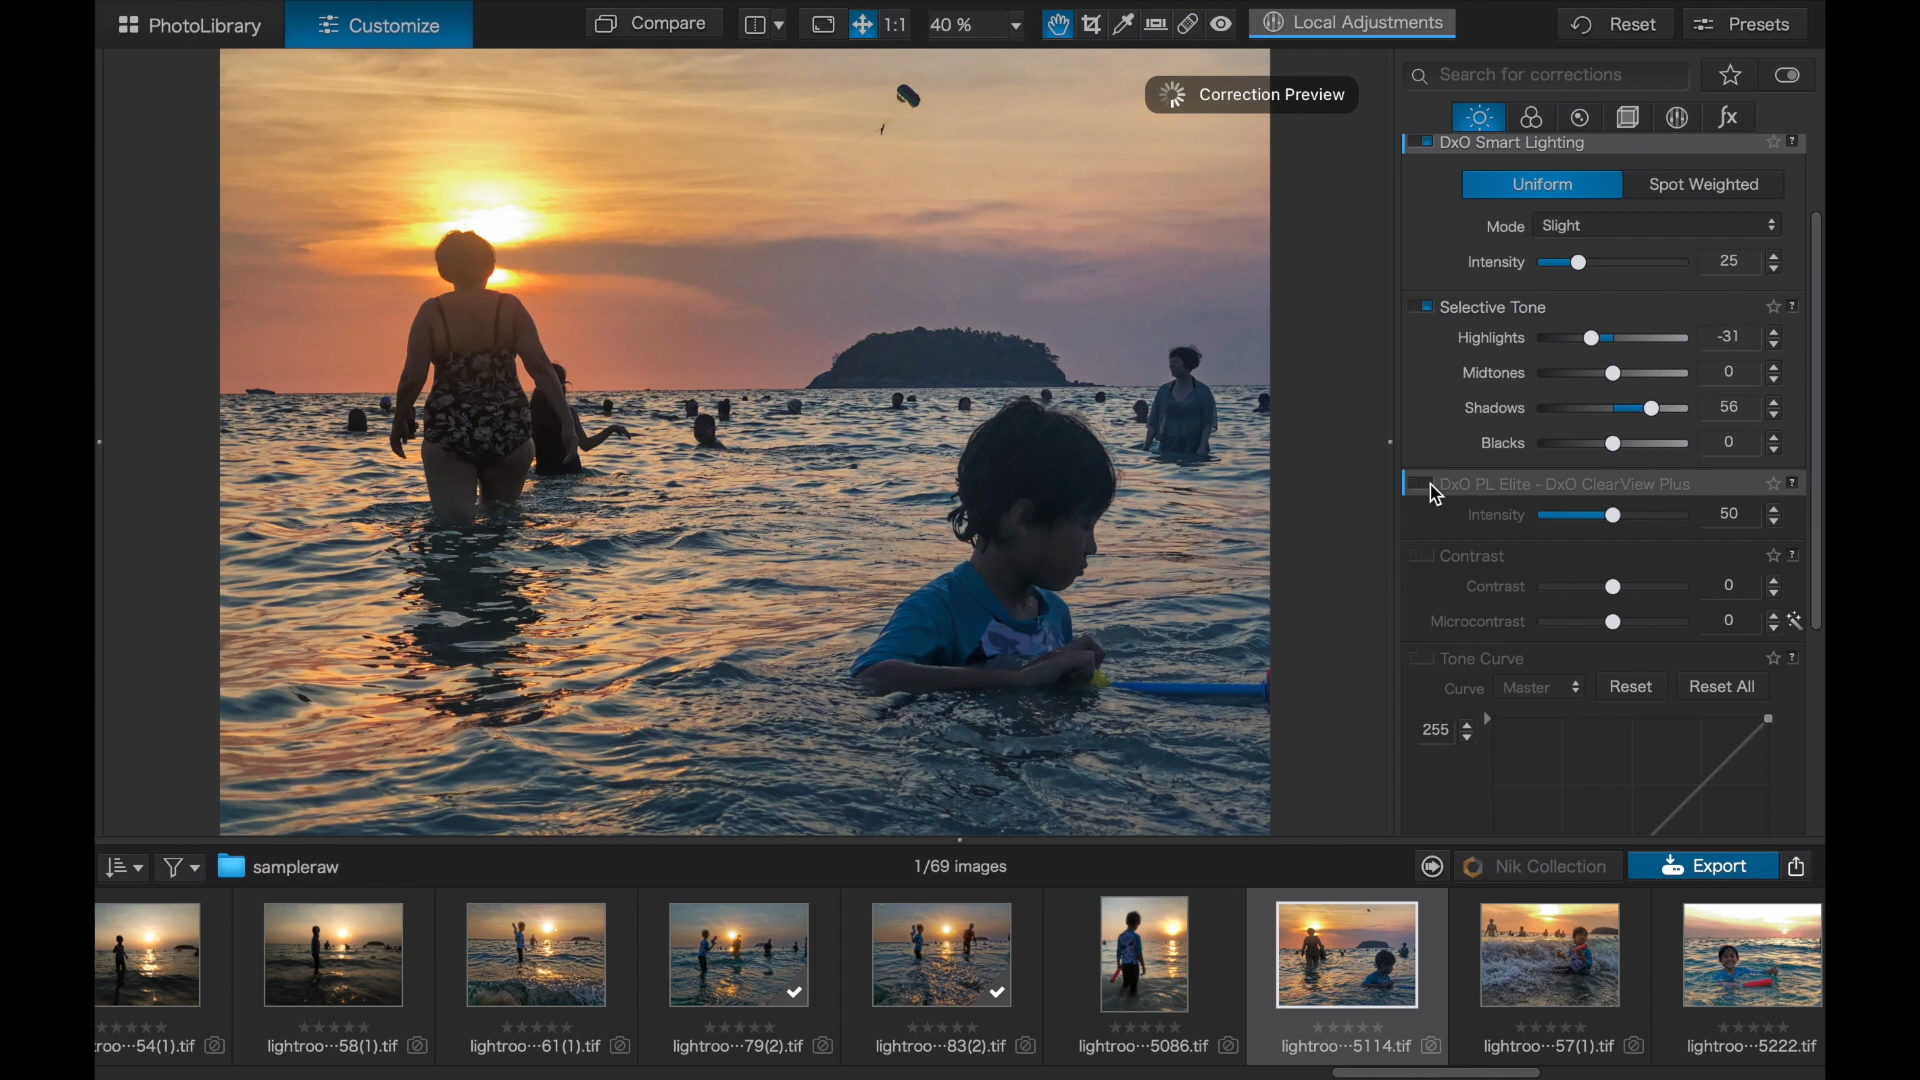 PhotoLibrary
Customize
Compare
1:1
40 %
Local Adjustments
Reset
Presets
Correction Preview
Search for corrections
fx
DxO Smart Lighting
?
Uniform
Spot Weighted
Mode
Slight
Intensity
25
Selective Tone
?
Highlights
-31
Midtones
0
Shadows
56
Blacks
0
DxO PL Elite - DxO ClearView Plus
?
Intensity
50
Contrast
?
Contrast
0
Microcontrast
0
Tone Curve
?
Curve
Master
Reset
Reset All
255
sampleraw
1/69 images
Nik Collection
Export
roo…54(1).tif
lightroo…58(1).tif
lightroo…61(1).tif
lightroo…79(2).tif
lightroo…83(2).tif
lightroo…5086.tif
lightroo…5114.tif
lightroo…57(1).tif
lightroo…5222.tif